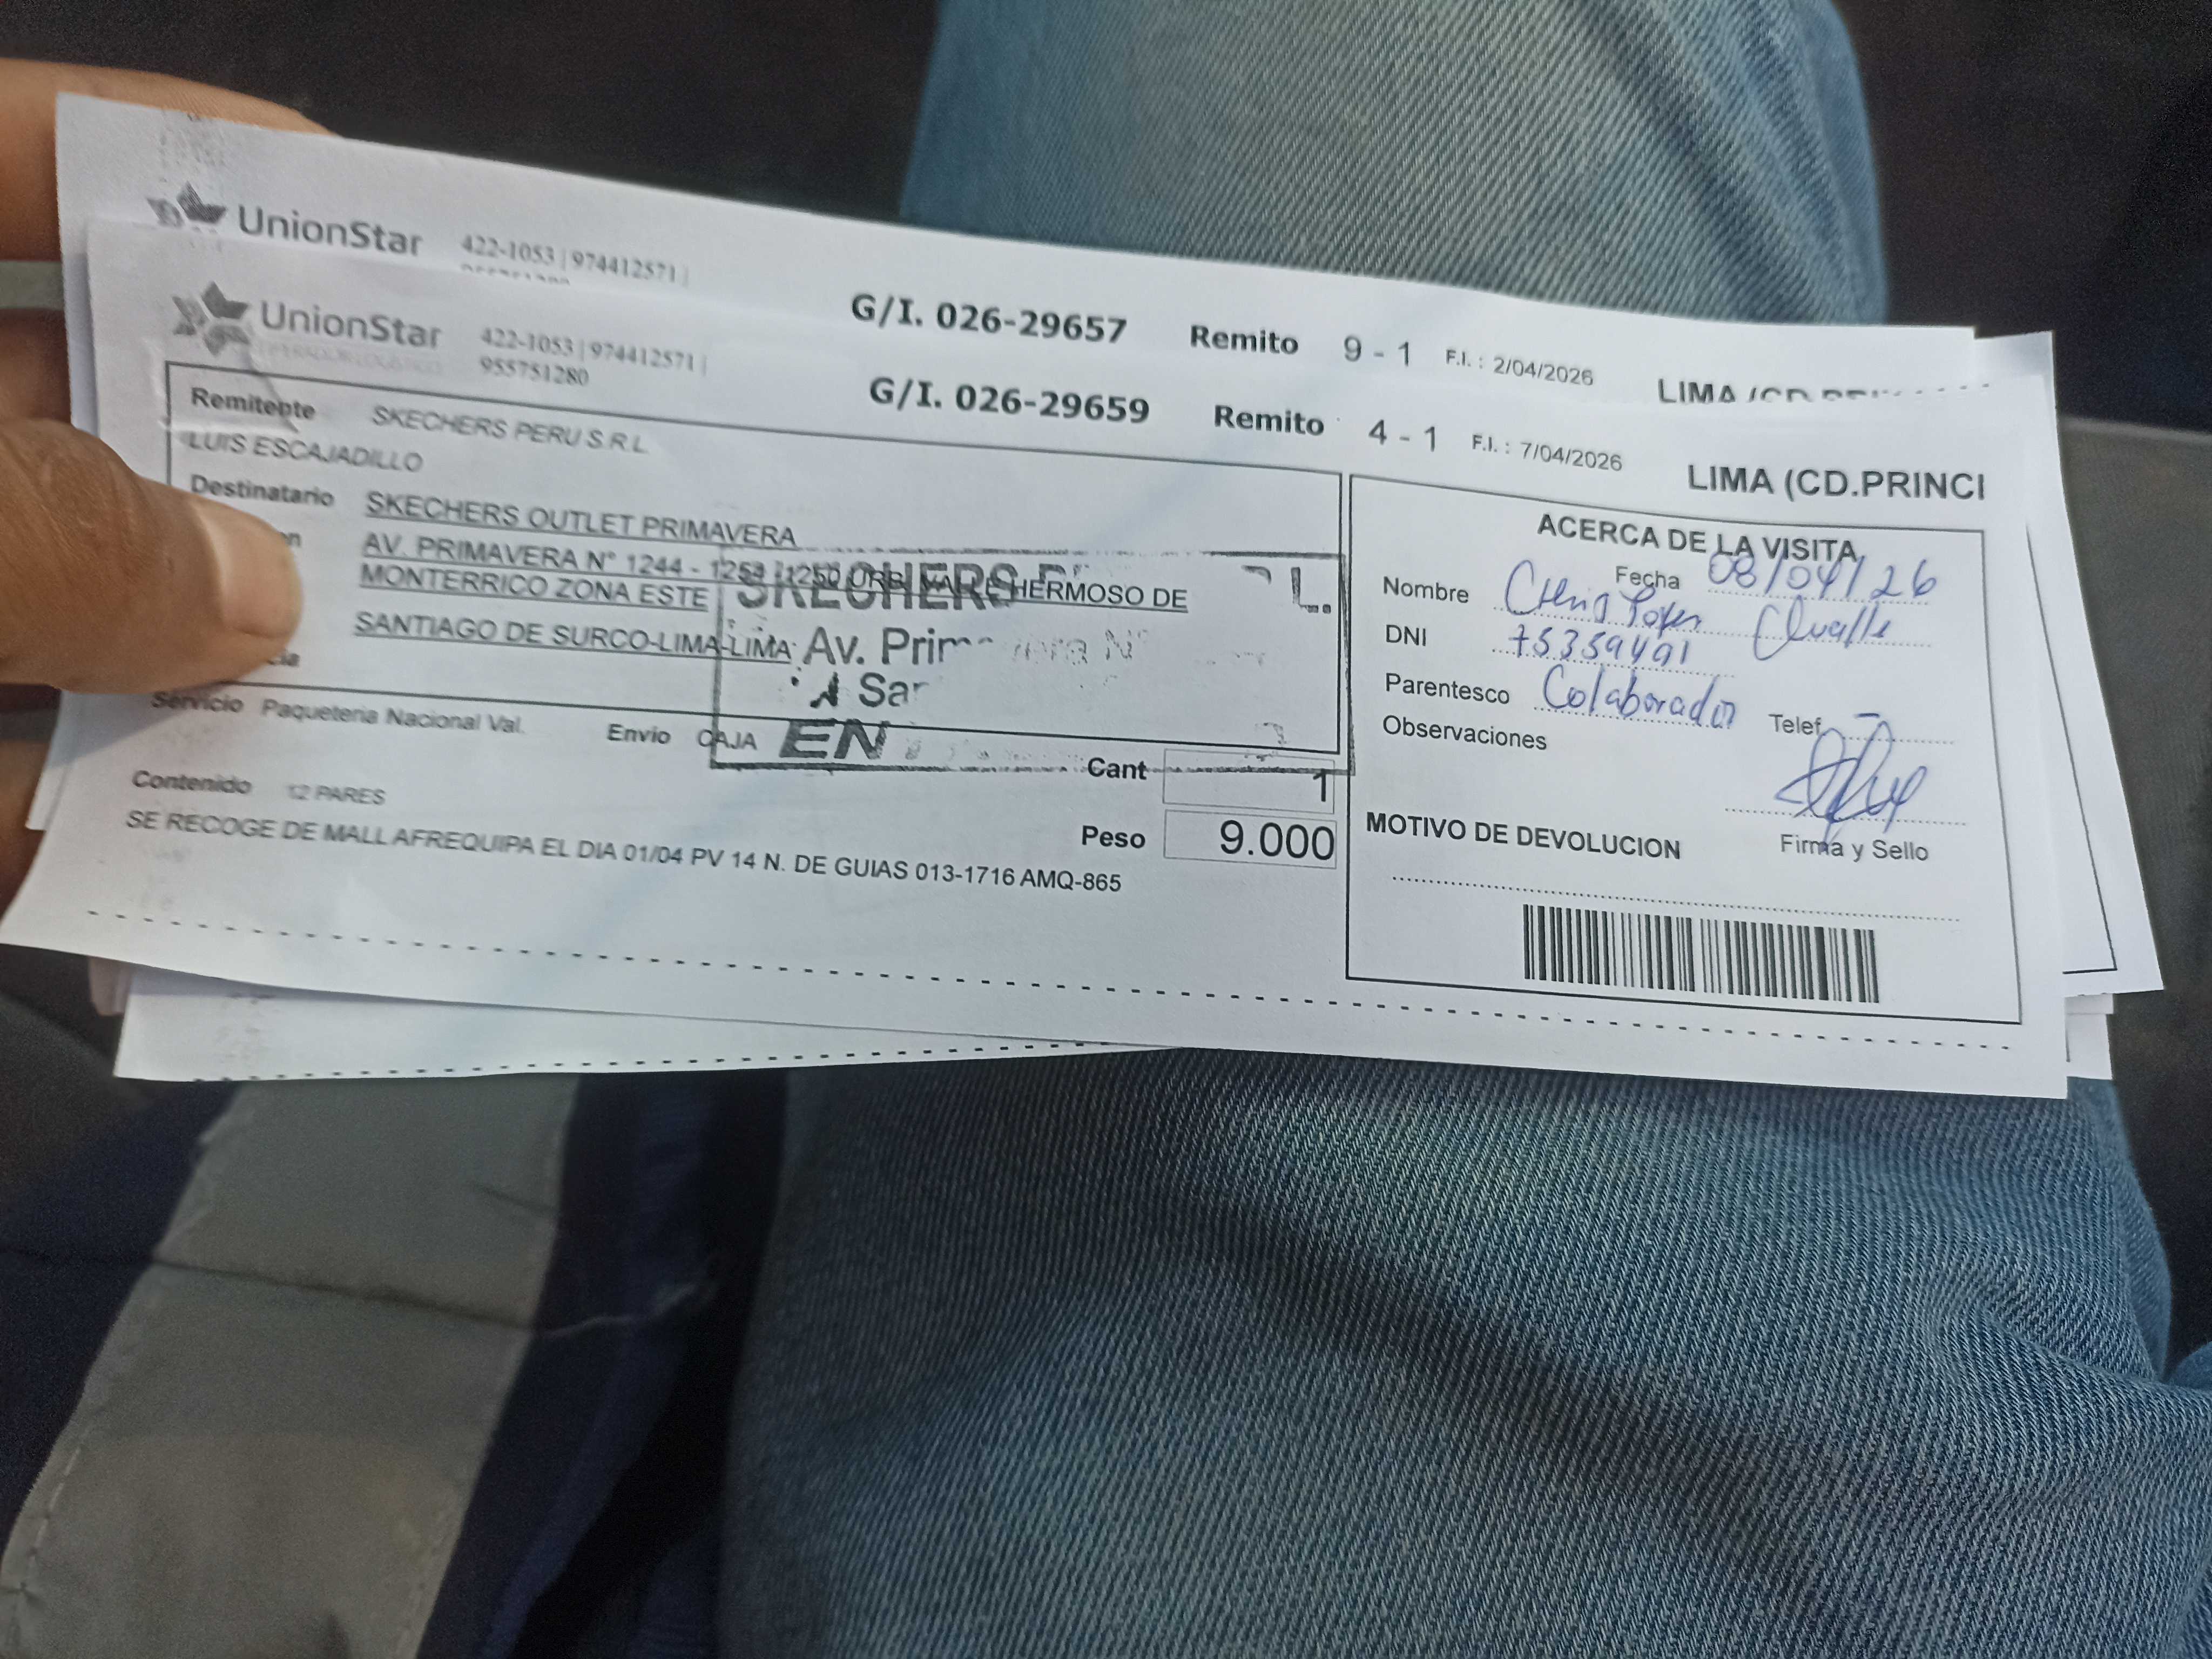 UnionStar 422-1053 | 974412571 |
G/I. 026-29657 Remito 9 - 1 F.I. : 2/04/2026
UnionStar 422-1053 | 974412571 |
955751280
G/I. 026-29659 Remito 4 - 1 F.I. : 7/04/2026 LIMA (CD.PRINCI
Remitente SKECHERS PERU S.R.L.
LUIS ESCAJADILLO
Destinatario SKECHERS OUTLET PRIMAVERA
AV. PRIMAVERA N° 1244 - HERMOSO DE
MONTERRICO ZONA ESTE
SANTIAGO DE SURCO-LIMA-LIMA
SKECHERS
Av.
EN
Servicio Paqueteria Nacional Val. Envio CAJA
Cant 1
Contenido 12 PARES
Peso 9.000
SE RECOGE DE MALL AFREQUIPA EL DIA 01/04 PV 14 N. DE GUIAS 013-1716 AMQ-865
ACERCA DE LA VISITA
Fecha 08/04/26
Nombre
DNI 75359491
Parentesco Colaborador Telef
Observaciones
MOTIVO DE DEVOLUCION
Firma y Sello